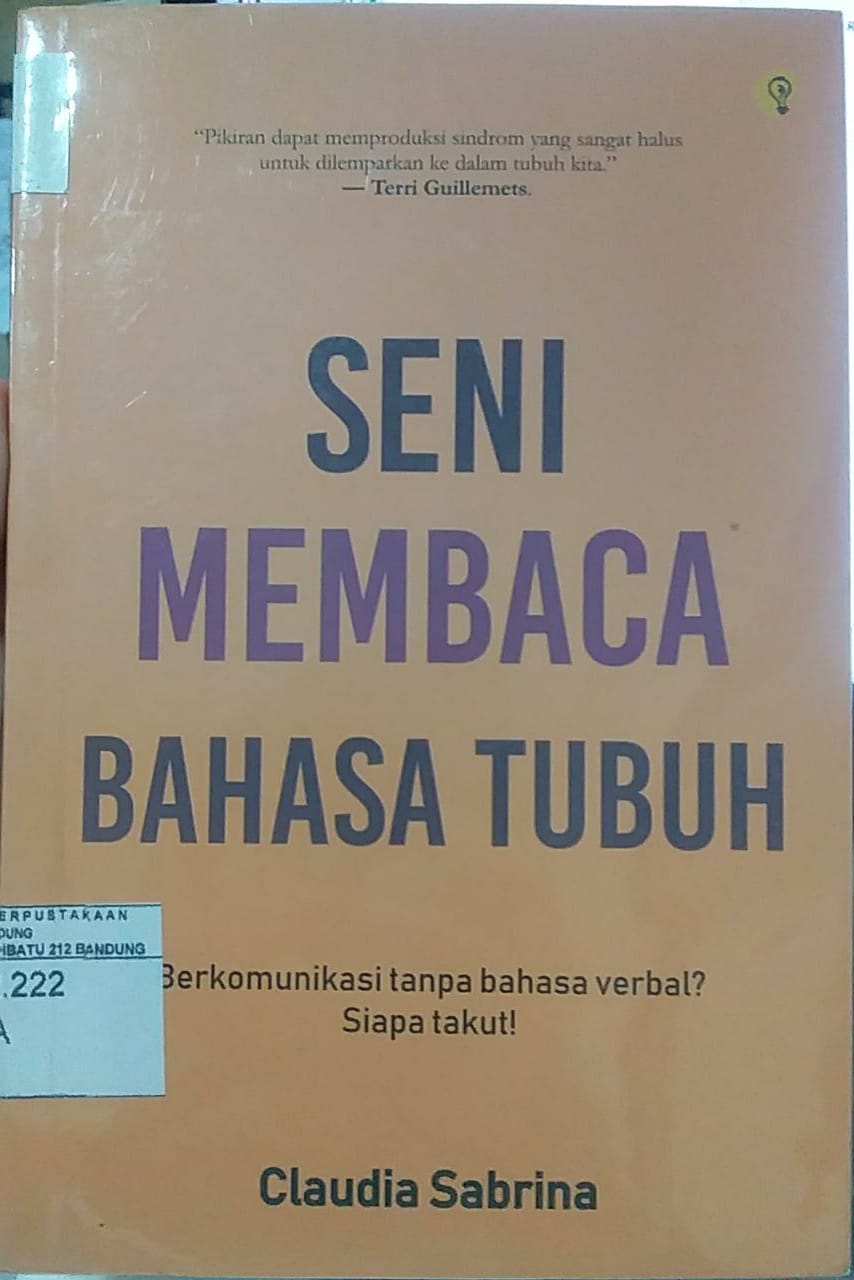 “Pikiran dapat memproduksi sindrom yang sangat halus
untuk dilemparkan ke dalam tubuh kita.”
— Terri Guillemets.
SENI
MEMBACA
BAHASA TUBUH
ERPUSTAKAAN
DUNG
IBATU 212 BANDUNG
.222
A
Berkomunikasi tanpa bahasa verbal?
Siapa takut!
Claudia Sabrina